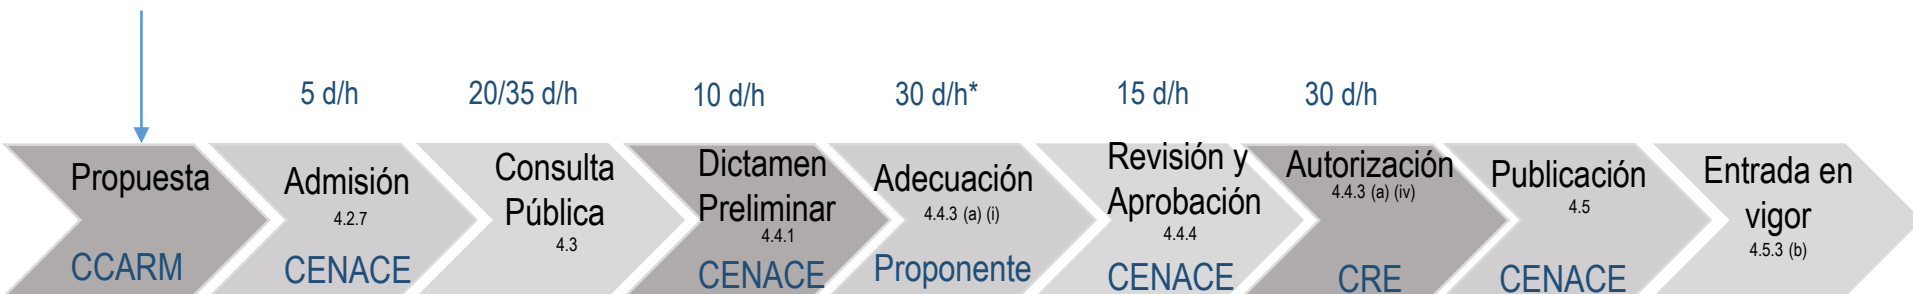 5 d/h
20/35 d/h
10 d/h
30 d/h*
15 d/h
30 d/h
Propuesta
CCARM
Admisión
4.2.7
CENACE
Consulta
Pública
4.3
Dictamen
Preliminar
4.4.1
CENACE
Adecuación
4.4.3 (a) (i)
Proponente
Revisión y
Aprobación
4.4.4
CENACE
Autorización
4.4.3 (a) (iv)
CRE
Publicación
4.5
CENACE
Entrada en
vigor
4.5.3 (b)